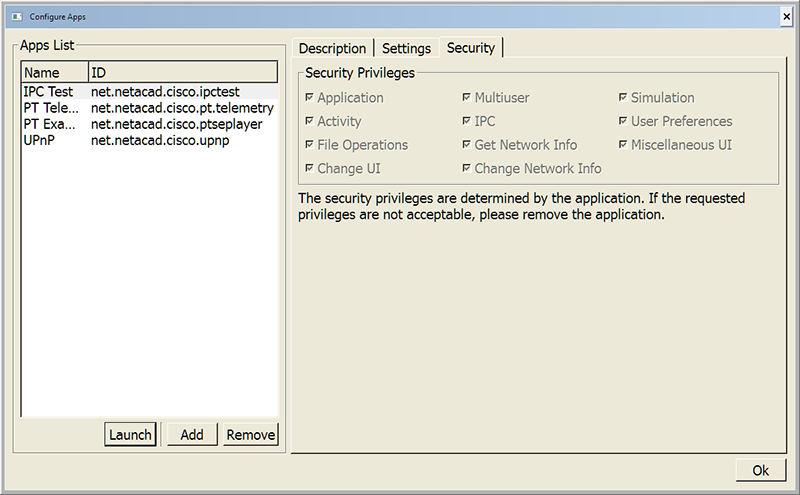 Configure Apps
Apps List
Name ID
IPC Test net.netacad.cisco.ipctest
PT Tele... net.netacad.cisco.pt.telemetry
PT Exa... net.netacad.cisco.ptseplayer
UPnP net.netacad.cisco.upnp
Launch Add Remove
Description Settings Security
Security Privileges
Application Multiuser Simulation
Activity IPC User Preferences
File Operations Get Network Info Miscellaneous UI
Change UI Change Network Info
The security privileges are determined by the application. If the requested
privileges are not acceptable, please remove the application.
Ok